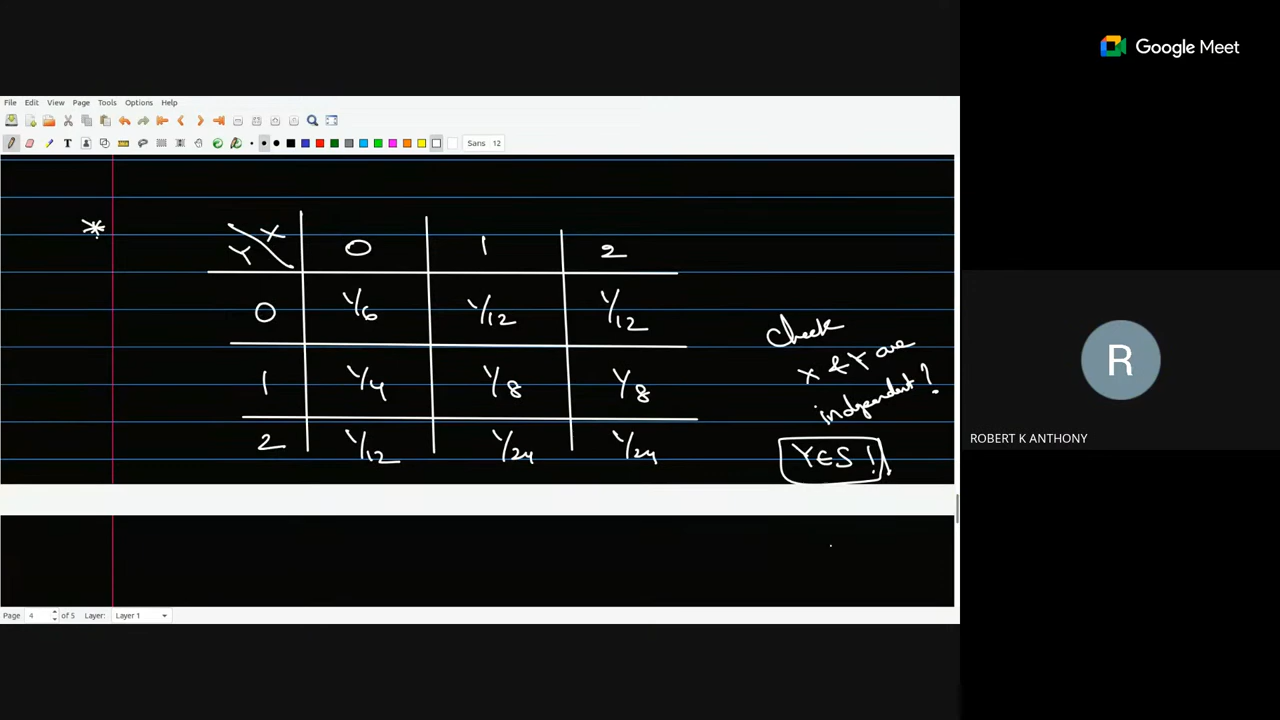 Google Meet
File Edit View Page Tools Options Help
T Sans 12
*
X
Y
0 1 2
0 1/6 1/12 1/12
1 1/4 1/8 1/8
2 1/12 1/24 1/24
check
X & Y are
independent?
YES!
R
ROBERT K ANTHONY
Page 4 of 5 Layer: Layer 1